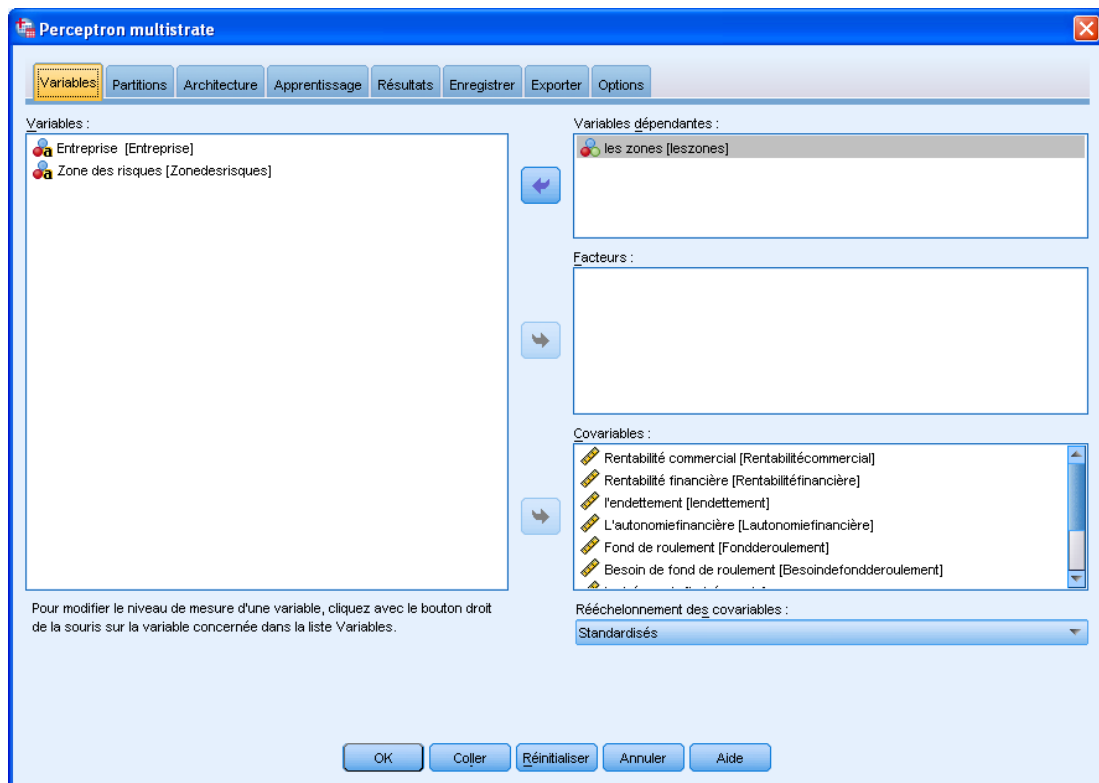 Perceptron multistrate
Variables Partitions Architecture Apprentissage Résultats Enregistrer Exporter Options
Variables :
Entreprise [Entreprise]
Zone des risques [Zonedesrisques]
Pour modifier le niveau de mesure d'une variable, cliquez avec le bouton droit
de la souris sur la variable concernée dans la liste Variables.
Variables dépendantes :
les zones [leszones]
Facteurs :
Covariables :
Rentabilité commercial [Rentabilitécommercial]
Rentabilité financière [Rentabilitéfinancière]
l'endettement [lendettement]
L'autonomiefinancière [Lautonomiefinancière]
Fond de roulement [Fondderoulement]
Besoin de fond de roulement [Besoindefondderoulement]
Rééchelonnement des covariables :
Standardisés
OK Coller Réinitialiser Annuler Aide